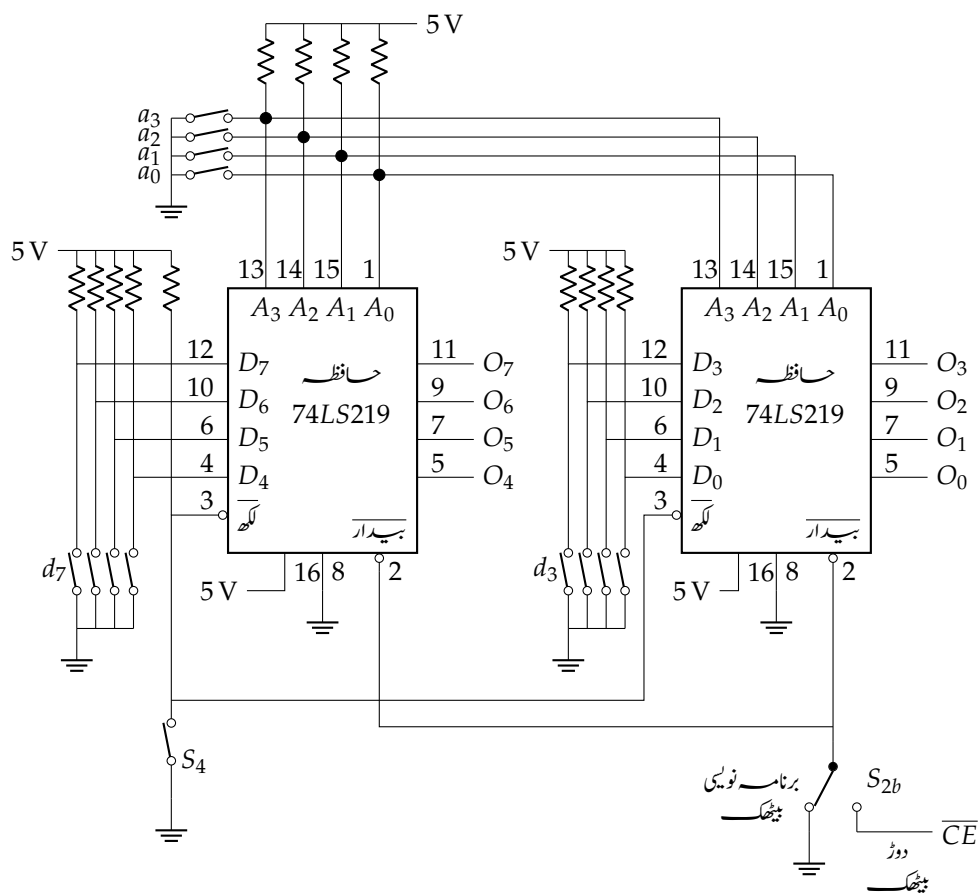 5 V
a₃
a₂
a₁
a₀
5 V
13 14 15 1
A₃ A₂ A₁ A₀
12 D₇
10 D₆
6 D₅
4 D₄
3 لکھ
حافظہ
74LS219
11 O₇
9 O₆
7 O₅
5 O₄
بیدار
d₇
5 V
16 8 2
5 V
13 14 15 1
A₃ A₂ A₁ A₀
12 D₃
10 D₂
6 D₁
4 D₀
3 لکھ
حافظہ
74LS219
11 O₃
9 O₂
7 O₁
5 O₀
بیدار
d₃
5 V
16 8 2
S₄
برنامہ نویسی
بیٹھک
S₂b
C̅E̅
دوڑ
بیٹھک